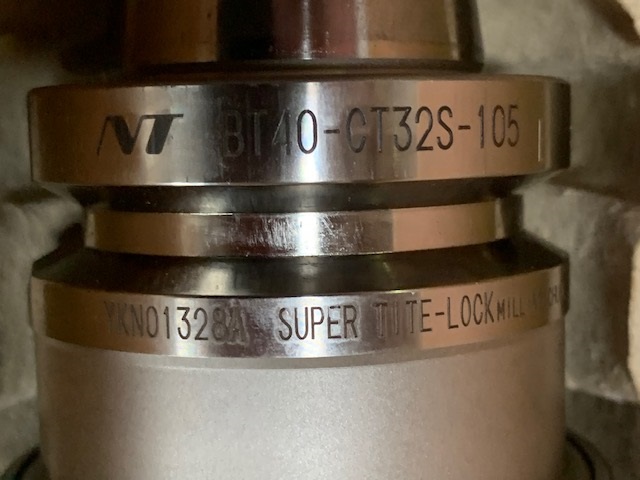 NT BT40-CT32S-105
YKN01328A SUPER TITE-LOCK MILL